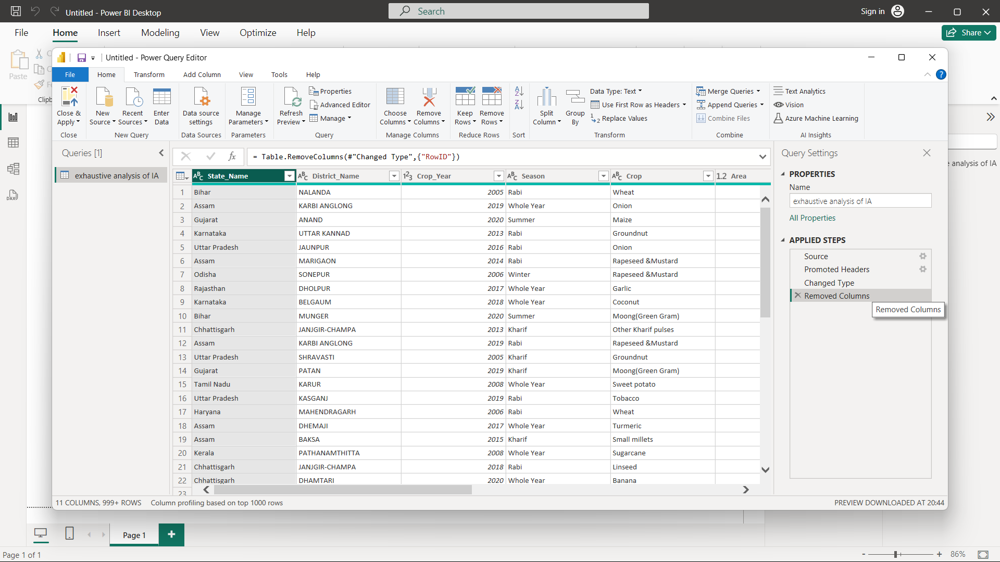 Untitled - Power BI Desktop
Search
Sign in
File Home Insert Modeling View Optimize Help
Share
Paste
Untitled - Power Query Editor
File Home Transform Add Column View Tools Help
Close & Apply
New Source
Recent Sources
Enter Data
Data source settings
Manage Parameters
Refresh Preview
Properties
Advanced Editor
Manage
Choose Columns
Remove Columns
Keep Rows
Remove Rows
Split Column
Group By
Data Type: Text
Use First Row as Headers
Replace Values
Merge Queries
Append Queries
Combine Files
Text Analytics
Vision
Azure Machine Learning
Close New Query Data Sources Parameters Query Manage Columns Reduce Rows Sort Transform Combine AI Insights
Queries [1]
exhaustive analysis of IA
fx = Table.RemoveColumns(#"Changed Type",{"RowID"})
ABC State_Name ABC District_Name 123 Crop_Year ABC Season ABC Crop 1.2 Area
1 Bihar NALANDA 2005 Rabi Wheat
2 Assam KARBI ANGLONG 2019 Whole Year Onion
3 Gujarat ANAND 2020 Summer Maize
4 Karnataka UTTAR KANNAD 2013 Rabi Groundnut
5 Uttar Pradesh JAUNPUR 2016 Rabi Onion
6 Assam MARIGAON 2014 Rabi Rapeseed &Mustard
7 Odisha SONEPUR 2006 Winter Rapeseed &Mustard
8 Rajasthan DHOLPUR 2017 Whole Year Garlic
9 Karnataka BELGAUM 2018 Whole Year Coconut
10 Bihar MUNGER 2020 Summer Moong(Green Gram)
11 Chhattisgarh JANJGIR-CHAMPA 2013 Kharif Other Kharif pulses
12 Assam KARBI ANGLONG 2019 Rabi Rapeseed &Mustard
13 Uttar Pradesh SHRAVASTI 2005 Kharif Groundnut
14 Gujarat PATAN 2019 Kharif Moong(Green Gram)
15 Tamil Nadu KARUR 2008 Whole Year Sweet potato
16 Uttar Pradesh KASGANJ 2019 Rabi Tobacco
17 Haryana MAHENDRAGARH 2006 Rabi Wheat
18 Assam DHEMAJI 2017 Whole Year Turmeric
19 Assam BAKSA 2015 Kharif Small millets
20 Kerala PATHANAMTHITTA 2008 Whole Year Sugarcane
21 Chhattisgarh JANJGIR-CHAMPA 2018 Rabi Linseed
22 Chhattisgarh DHAMTARI 2020 Whole Year Banana
23
Query Settings
PROPERTIES
Name
exhaustive analysis of IA
All Properties
APPLIED STEPS
Source
Promoted Headers
Changed Type
Removed Columns
Removed Columns
e analysis of IA
11 COLUMNS, 999+ ROWS Column profiling based on top 1000 rows
PREVIEW DOWNLOADED AT 20:44
Page 1
Page 1 of 1
86%